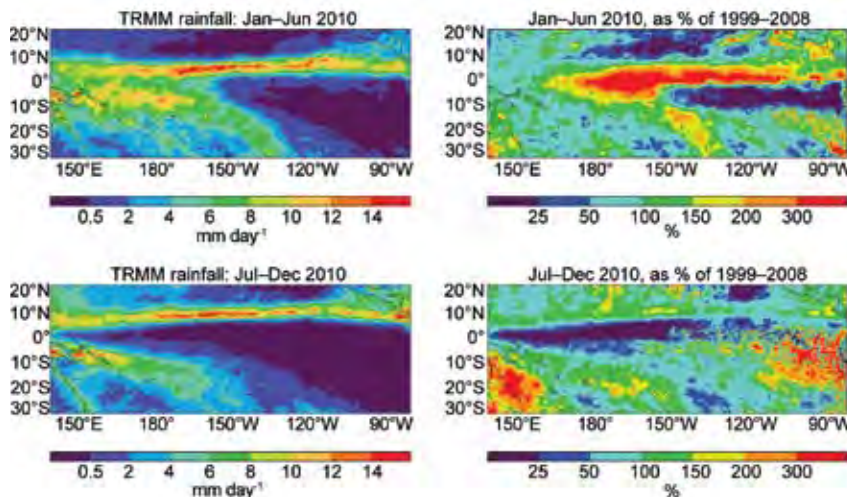 TRMM rainfall: Jan–Jun 2010
20°N
10°N
0°
10°S
20°S
30°S
150°E 180° 150°W 120°W 90°W
0.5 2 4 8 10 12 14
mm day⁻¹
Jan–Jun 2010, as % of 1999–2008
20°N
10°N
0°
10°S
20°S
30°S
150°E 180° 150°W 120°W 90°W
25 50 100 150 200 300
%
TRMM rainfall: Jul–Dec 2010
20°N
10°N
0°
10°S
20°S
30°S
150°E 180° 150°W 120°W 90°W
0.5 2 4 8 10 12 14
mm day⁻¹
Jul–Dec 2010, as % of 1999–2008
20°N
10°N
0°
10°S
20°S
30°S
150°E 180° 150°W 120°W 90°W
25 50 100 150 200 300
%